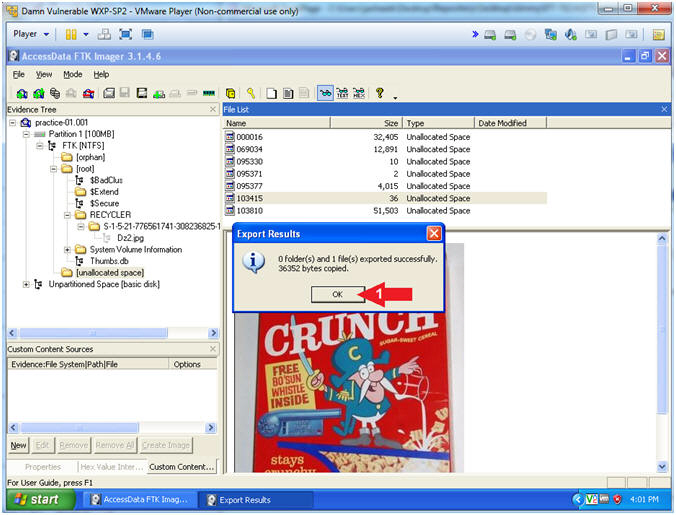 Damn Vulnerable WXP-SP2 - VMware Player (Non-commercial use only)
Player
AccessData FTK Imager 3.1.4.6
File View Mode Help
Evidence Tree
practice-01.001
Partition 1 [100MB]
FTK [NTFS]
[orphan]
[root]
$BadClus
$Extend
$Secure
RECYCLER
S-1-5-21-776561741-308236825-1
Dz2.jpg
System Volume Information
Thumbs.db
[unallocated space]
Unpartitioned Space [basic disk]
File List
Name Size Type Date Modified
000016 32,405 Unallocated Space
069034 12,891 Unallocated Space
095330 10 Unallocated Space
095371 2 Unallocated Space
095377 4,015 Unallocated Space
103415 36 Unallocated Space
103810 51,503 Unallocated Space
Export Results
0 folder(s) and 1 file(s) exported successfully.
36352 bytes copied.
OK
1
CRUNCH
SUGAR-SWEET CEREAL
C
FREE
BO'SUN
WHISTLE
INSIDE
stays
crunchy
Custom Content Sources
Evidence:File System|Path|File Options
New Edit Remove Remove All Create Image
Properties Hex Value Inter... Custom Content...
For User Guide, press F1
start AccessData FTK Imag... Export Results 4:01 PM